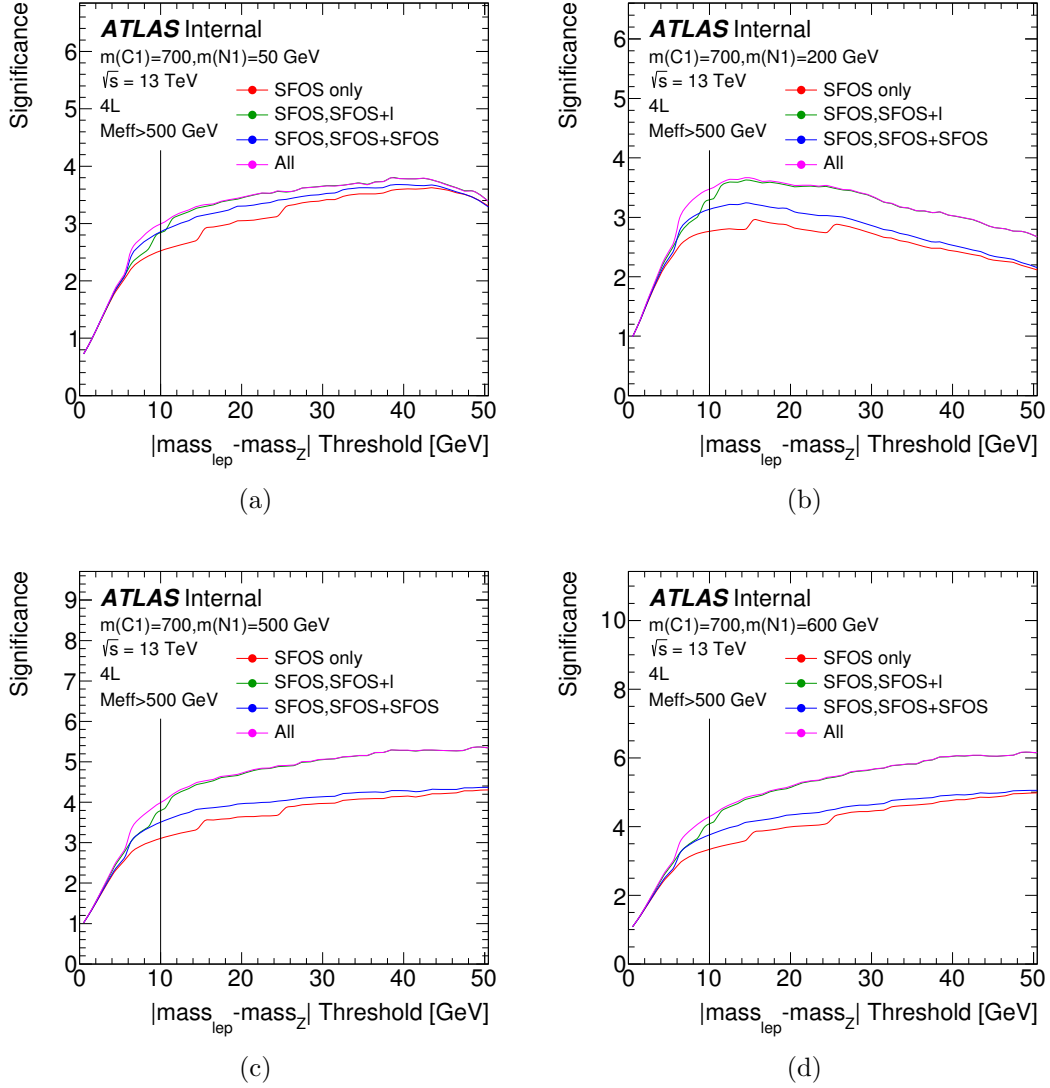 ATLAS Internal
m(C1)=700,m(N1)=50 GeV
√s = 13 TeV
4L
Meff>500 GeV
SFOS only
SFOS,SFOS+l
SFOS,SFOS+SFOS
All
Significance
6
5
4
3
2
1
0
0 10 20 30 40 50
|mass_lep-mass_Z| Threshold [GeV]
(a)
ATLAS Internal
m(C1)=700,m(N1)=200 GeV
√s = 13 TeV
4L
Meff>500 GeV
SFOS only
SFOS,SFOS+l
SFOS,SFOS+SFOS
All
Significance
6
5
4
3
2
1
0
0 10 20 30 40 50
|mass_lep-mass_Z| Threshold [GeV]
(b)
ATLAS Internal
m(C1)=700,m(N1)=500 GeV
√s = 13 TeV
4L
Meff>500 GeV
SFOS only
SFOS,SFOS+l
SFOS,SFOS+SFOS
All
Significance
9
8
7
6
5
4
3
2
1
0
0 10 20 30 40 50
|mass_lep-mass_Z| Threshold [GeV]
(c)
ATLAS Internal
m(C1)=700,m(N1)=600 GeV
√s = 13 TeV
4L
Meff>500 GeV
SFOS only
SFOS,SFOS+l
SFOS,SFOS+SFOS
All
Significance
10
8
6
4
2
0
0 10 20 30 40 50
|mass_lep-mass_Z| Threshold [GeV]
(d)